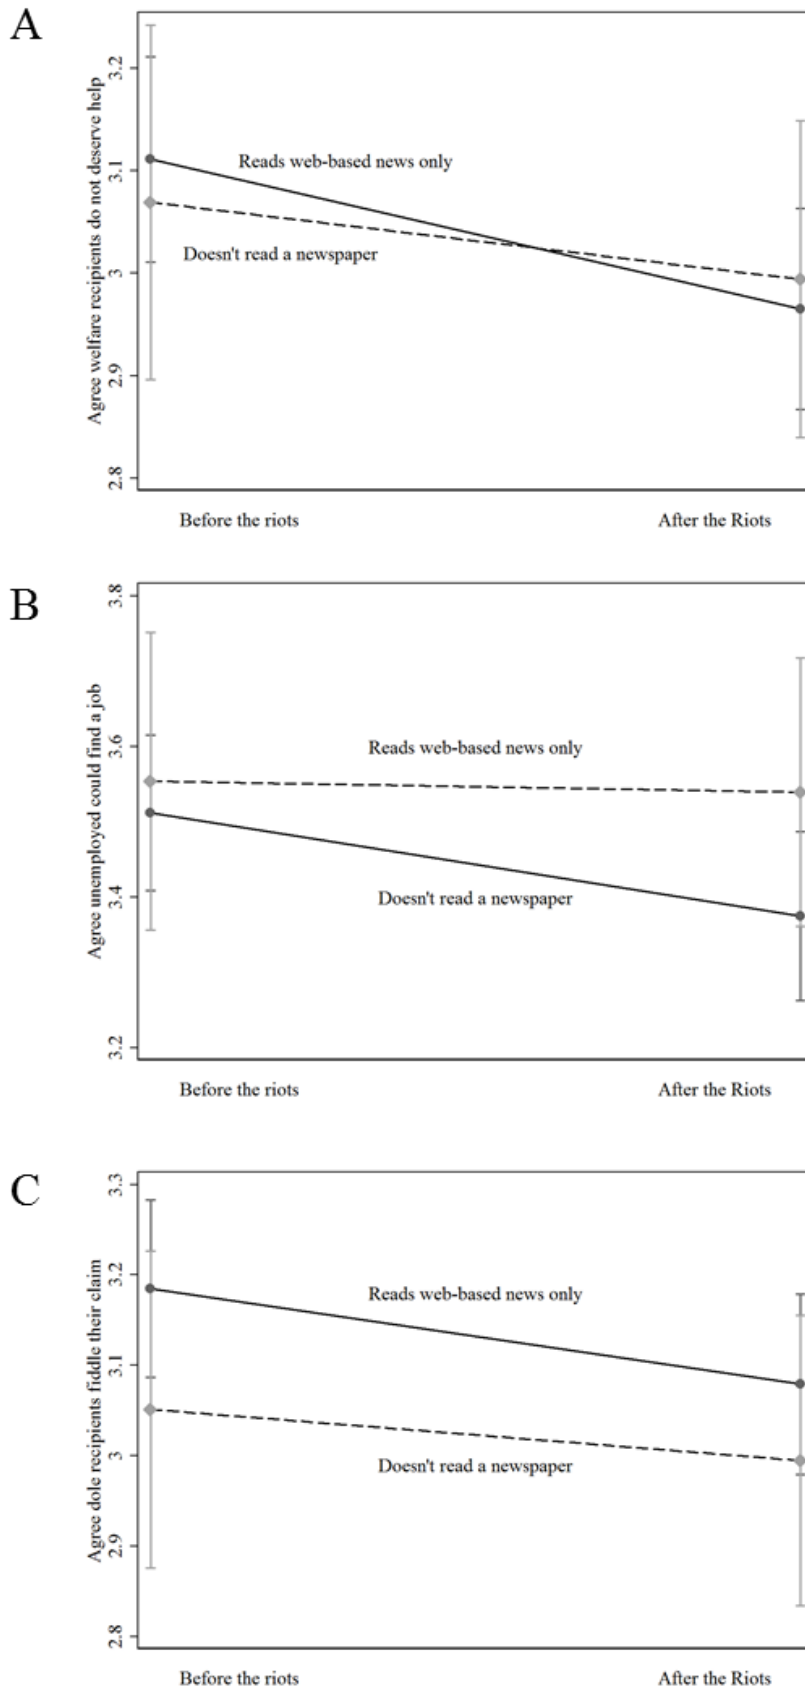 A
Agree welfare recipients do not deserve help
3.2
3.1
3
2.9
2.8
Reads web-based news only
Doesn't read a newspaper
Before the riots
After the Riots
B
Agree unemployed could find a job
3.8
3.6
3.4
3.2
Reads web-based news only
Doesn't read a newspaper
Before the riots
After the Riots
C
Agree dole recipients fiddle their claim
3.3
3.2
3.1
3
2.9
2.8
Reads web-based news only
Doesn't read a newspaper
Before the riots
After the Riots